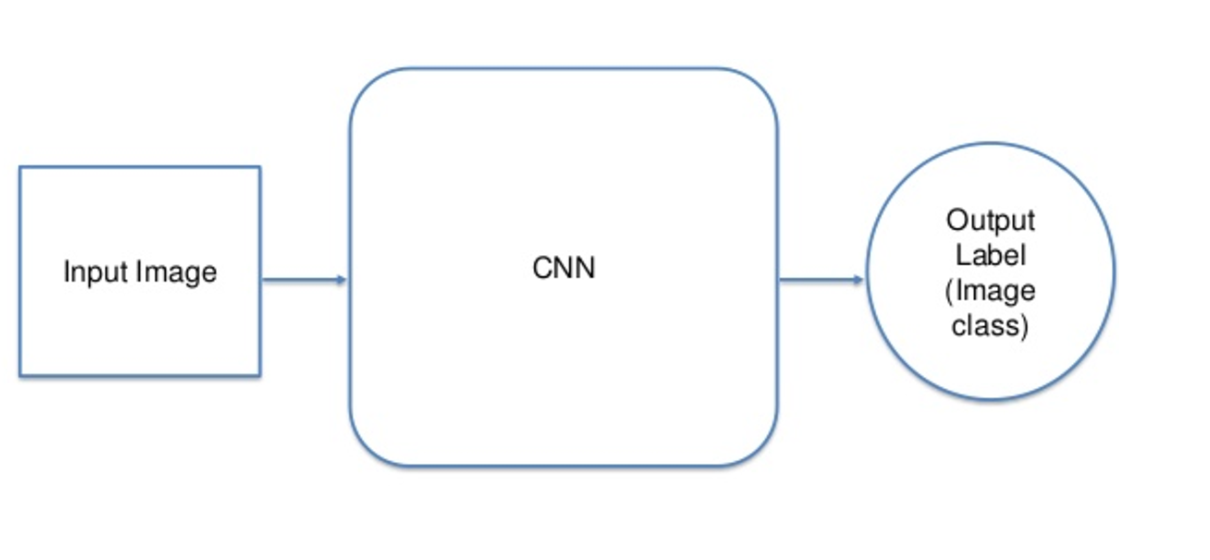 Input Image
CNN
Output
Label
(Image
class)